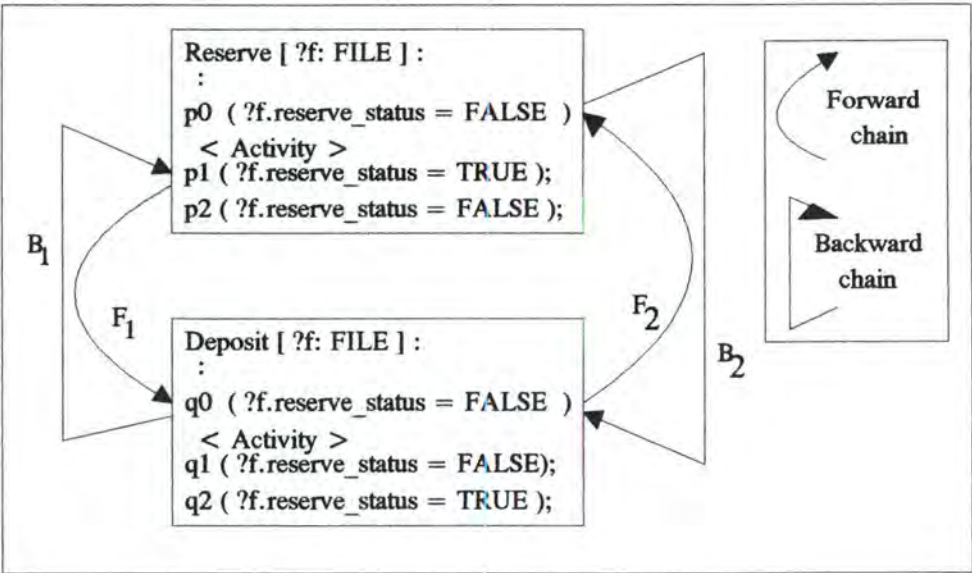 Reserve [ ?f: FILE ] :
:
p0 ( ?f.reserve_status = FALSE )
< Activity >
p1 ( ?f.reserve_status = TRUE );
p2 ( ?f.reserve_status = FALSE );
Deposit [ ?f: FILE ] :
:
q0 ( ?f.reserve_status = FALSE )
< Activity >
q1 ( ?f.reserve_status = FALSE);
q2 ( ?f.reserve_status = TRUE );
B1
F1
F2
B2
Forward
chain
Backward
chain